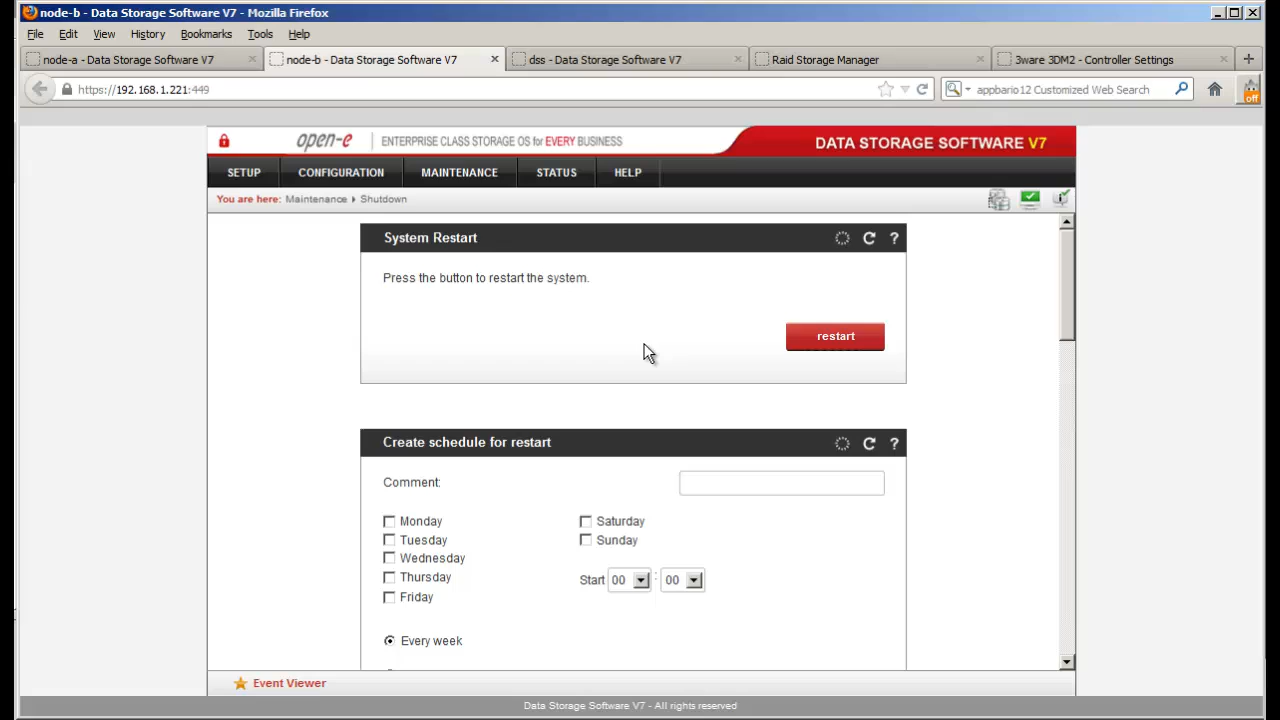 node-b - Data Storage Software V7 - Mozilla Firefox
File Edit View History Bookmarks Tools Help
node-a - Data Storage Software V7 node-b - Data Storage Software V7 dss - Data Storage Software V7 Raid Storage Manager 3ware 3DM2 - Controller Settings
https://192.168.1.221:449 appbario12 Customized Web Search off
open-e ENTERPRISE CLASS STORAGE OS for EVERY BUSINESS DATA STORAGE SOFTWARE V7
SETUP CONFIGURATION MAINTENANCE STATUS HELP
You are here: Maintenance Shutdown
System Restart ?
Press the button to restart the system.
restart
Create schedule for restart ?
Comment:
Monday Saturday
Tuesday Sunday
Wednesday
Thursday Start 00 : 00
Friday
Every week
Event Viewer
Data Storage Software V7 - All rights reserved